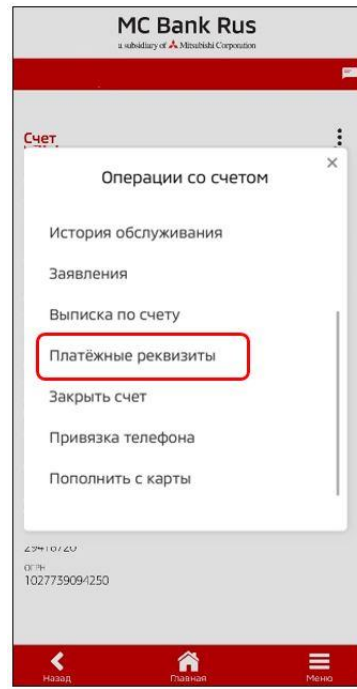 MC Bank Rus
a subsidiary of Mitsubishi Corporation
Счет
Операции со счетом
История обслуживания
Заявления
Выписка по счету
Платёжные реквизиты
Закрыть счет
Привязка телефона
Пополнить с карты
29416720
ОГРН
1027739094250
Назад Главная Меню